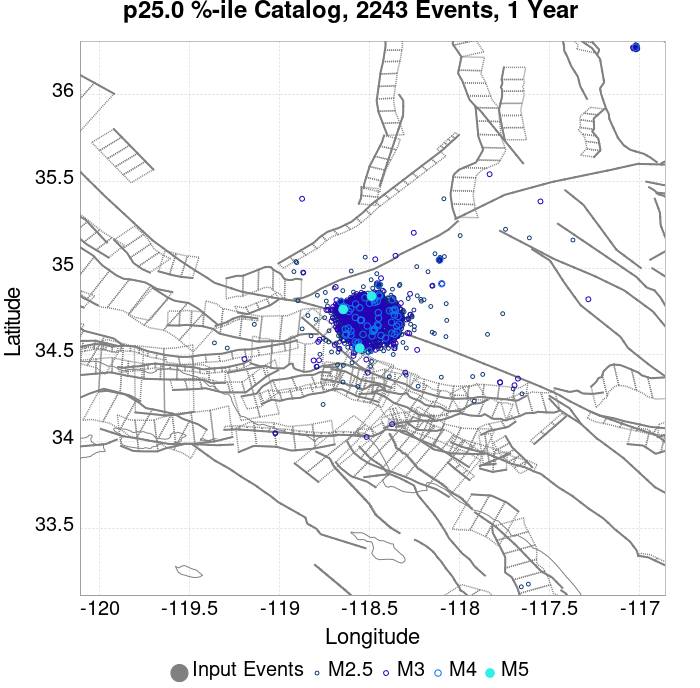 p25.0 %-ile Catalog, 2243 Events, 1 Year
36
35.5
35
34.5
34
33.5
Latitude
-120 -119.5 -119 -118.5 -118 -117.5 -117
Longitude
Input Events M2.5 M3 M4 M5